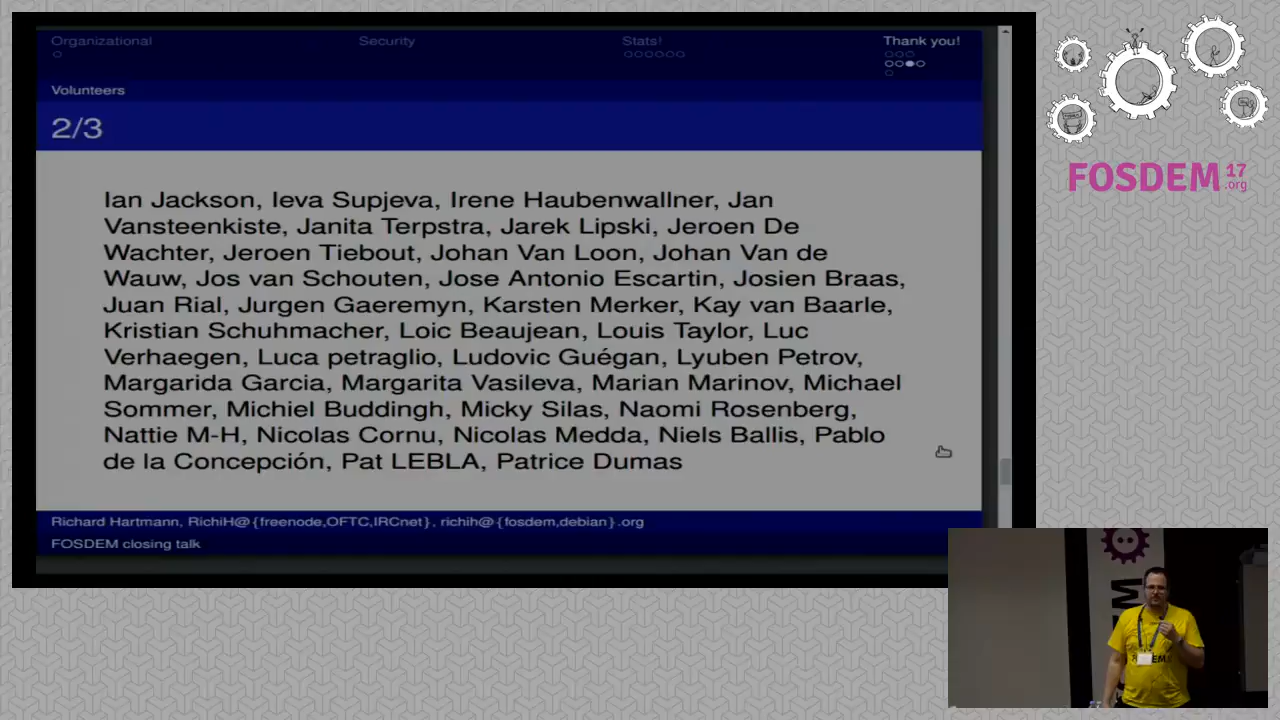 Organizational Security Stats! Thank you!
Volunteers
2/3
Ian Jackson, Ieva Supjeva, Irene Haubenwallner, Jan
Vansteenkiste, Janita Terpstra, Jarek Lipski, Jeroen De
Wachter, Jeroen Tiebout, Johan Van Loon, Johan Van de
Wauw, Jos van Schouten, Jose Antonio Escartin, Josien Braas,
Juan Rial, Jurgen Gaeremyn, Karsten Merker, Kay van Baarle,
Kristian Schuhmacher, Loic Beaujean, Louis Taylor, Luc
Verhaegen, Luca petraglio, Ludovic Guégan, Lyuben Petrov,
Margarida Garcia, Margarita Vasileva, Marian Marinov, Michael
Sommer, Michiel Buddingh, Micky Silas, Naomi Rosenberg,
Nattie M-H, Nicolas Cornu, Nicolas Medda, Niels Ballis, Pablo
de la Concepción, Pat LEBLA, Patrice Dumas
Richard Hartmann, RichiH@{freenode,OFTC,IRCnet}, richih@{fosdem,debian}.org
FOSDEM closing talk
FOSDEM 17
.org